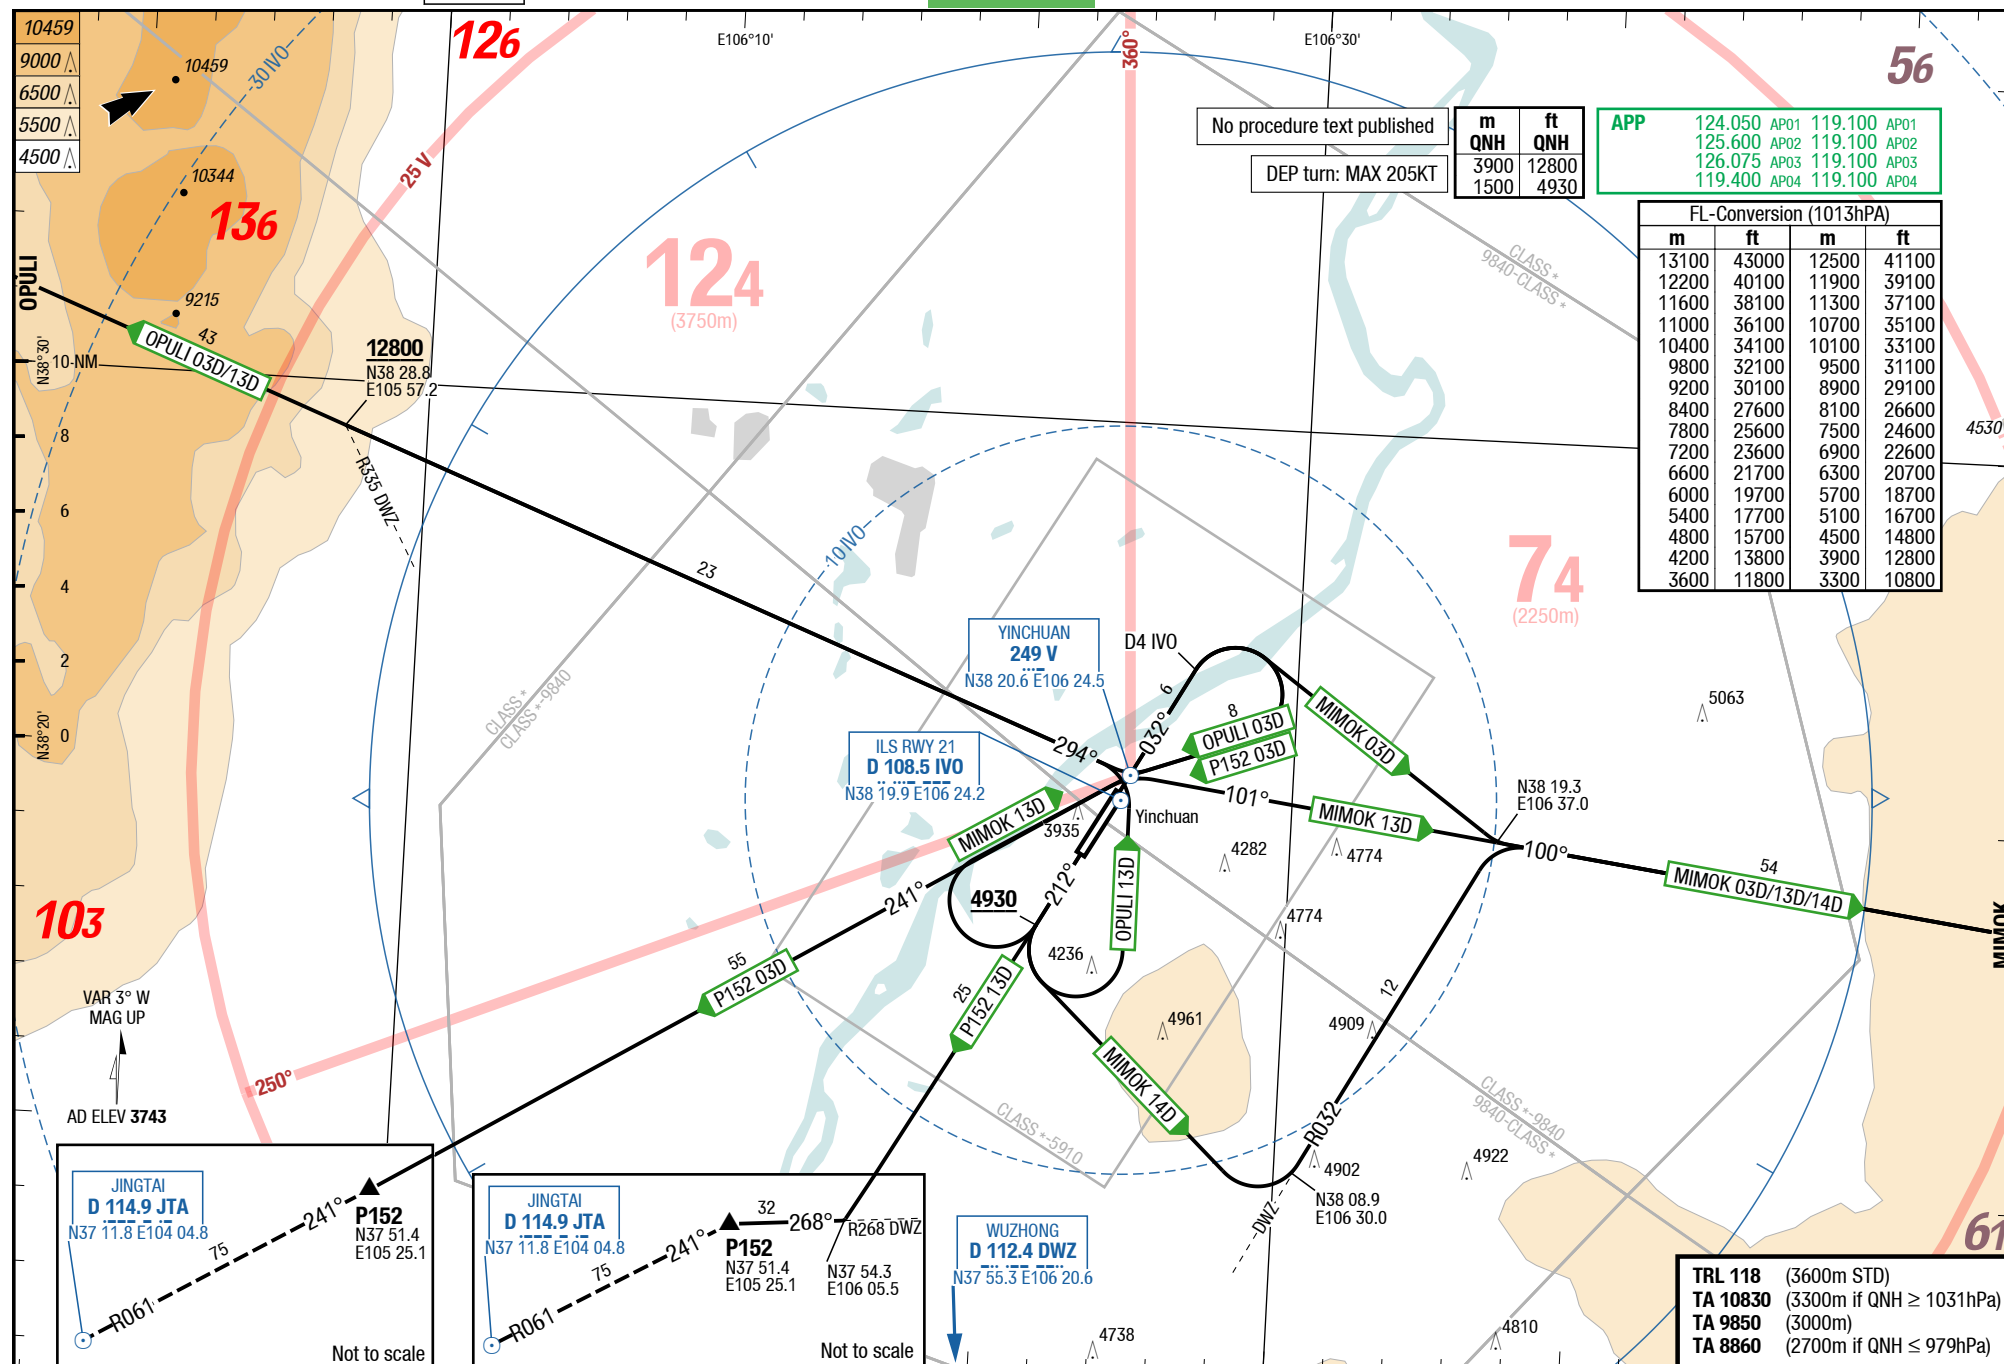 10459
9000
6500
5500
4500
126
E106°10'
360°
E106°30'
56
10459
30 IVO
25 V
10344
136
9215
OPULI
43
OPULI 03D/13D
N38°30'
10 NM
8
6
4
2
0
N38°20'
12800
N38 28.8
E105 57.2
R335 DWZ
124
(3750m)
No procedure text published
DEP turn: MAX 205KT
m ft
QNH QNH
3900 12800
1500 4930
APP 124.050 AP01 119.100 AP01
125.600 AP02 119.100 AP02
126.075 AP03 119.100 AP03
119.400 AP04 119.100 AP04
FL-Conversion (1013hPA)
m ft m ft
13100 43000 12500 41100
12200 40100 11900 39100
11600 38100 11300 37100
11000 36100 10700 35100
10400 34100 10100 33100
9800 32100 9500 31100
9200 30100 8900 29100
8400 27600 8100 26600
7800 25600 7500 24600
7200 23600 6900 22600
6600 21700 6300 20700
6000 19700 5700 18700
5400 17700 5100 16700
4800 15700 4500 14800
4200 13800 3900 12800
3600 11800 3300 10800
CLASS *
9840-CLASS *
4530
23
10 IVO
74
(2250m)
CLASS *
CLASS *-9840
YINCHUAN
249 V
N38 20.6 E106 24.5
D4 IVO
6
032°
8
OPULI 03D
P152 03D
MIMOK 03D
5063
294°
ILS RWY 21
D 108.5 IVO
N38 19.9 E106 24.2
101°
MIMOK 13D
N38 19.3
E106 37.0
MIMOK 13D
3935
Yinchuan
4282
4774
100°
54
MIMOK 03D/13D/14D
MIMOK
241°
212°
4930
OPULI 13D
4774
103
4236
55
P152 03D
25
P152 13D
4961
4909
12
VAR 3° W
MAG UP
AD ELEV 3743
250°
MIMOK 14D
CLASS *-5910
CLASS *-9840
9840-CLASS *
R032
4902
4922
N38 08.9
E106 30.0
DWZ
JINGTAI
D 114.9 JTA
N37 11.8 E104 04.8
241°
P152
N37 51.4
E105 25.1
75
R061
Not to scale
JINGTAI
D 114.9 JTA
N37 11.8 E104 04.8
32
268°
R268 DWZ
241°
P152
N37 51.4
E105 25.1
N37 54.3
E106 05.5
75
R061
Not to scale
WUZHONG
D 112.4 DWZ
N37 55.3 E106 20.6
4738
4810
61
TRL 118 (3600m STD)
TA 10830 (3300m if QNH ≥ 1031hPa)
TA 9850 (3000m)
TA 8860 (2700m if QNH ≤ 979hPa)